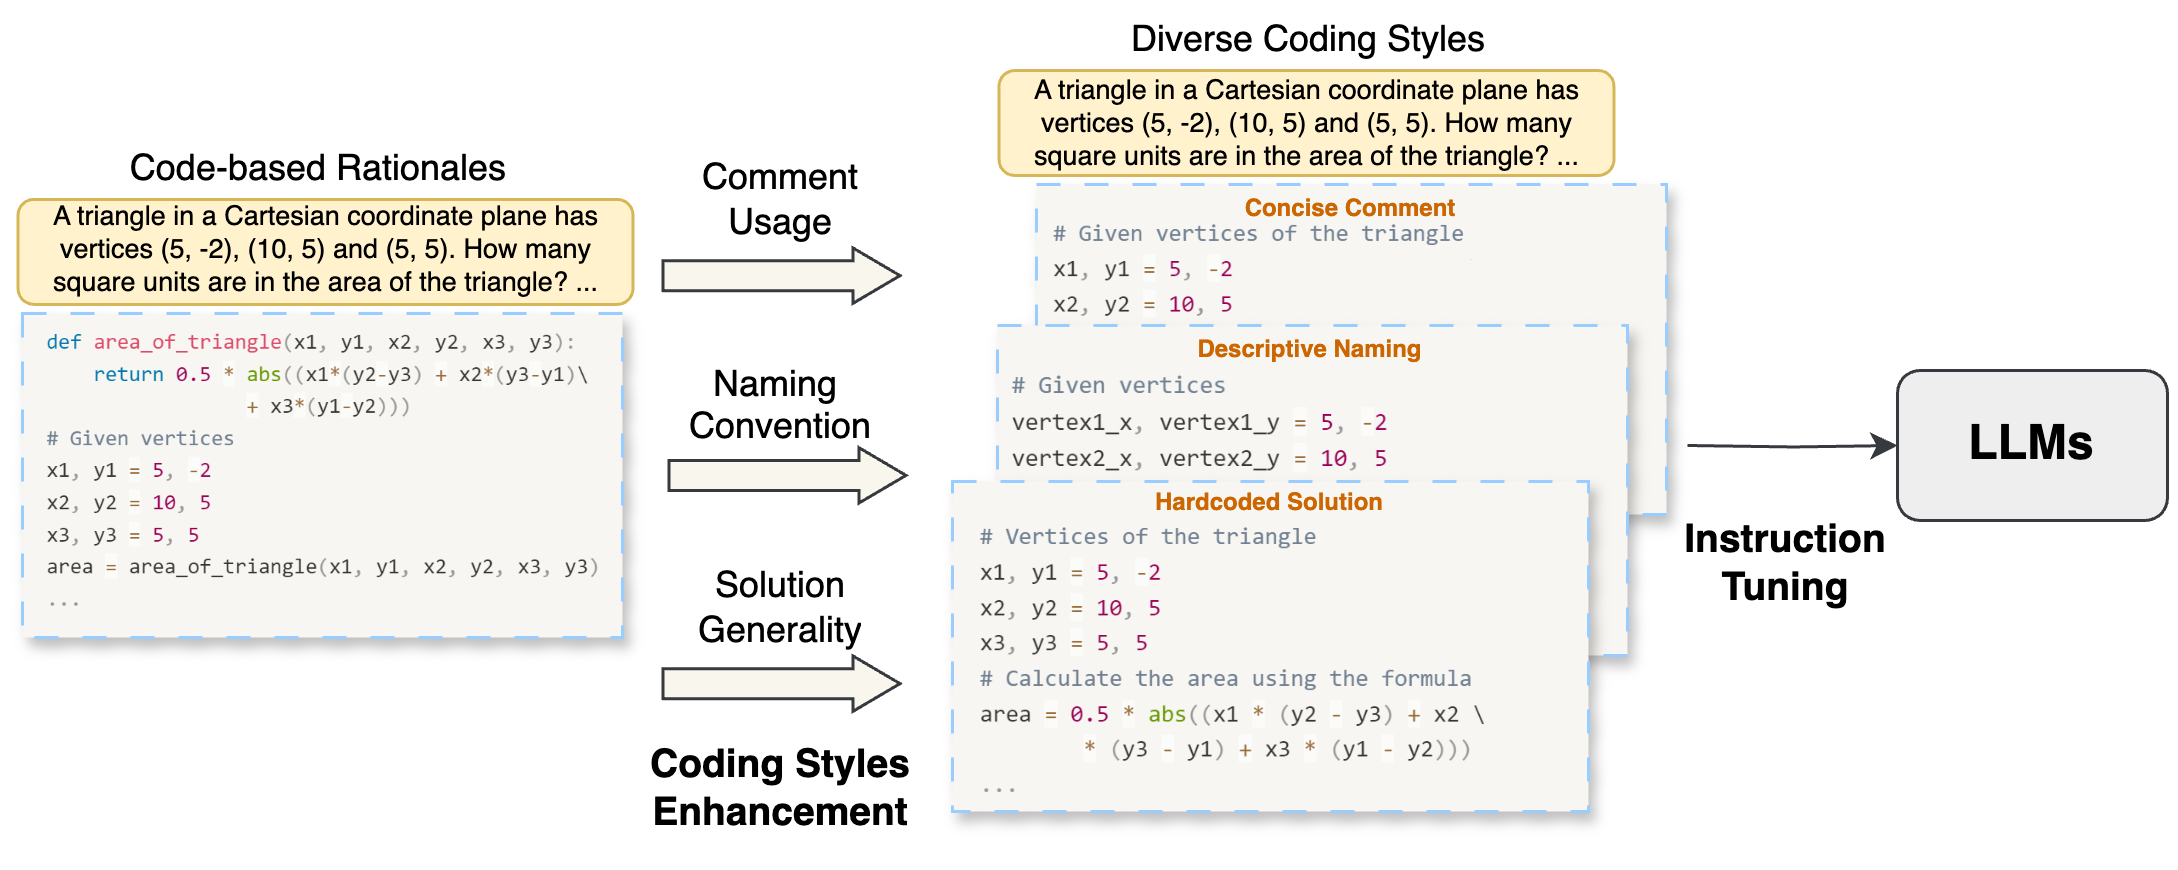 Code-based Rationales
A triangle in a Cartesian coordinate plane has
vertices (5, -2), (10, 5) and (5, 5). How many
square units are in the area of the triangle? ...
def area_of_triangle(x1, y1, x2, y2, x3, y3):
    return 0.5 * abs((x1*(y2-y3) + x2*(y3-y1)\
                 + x3*(y1-y2)))
# Given vertices
x1, y1 = 5, -2
x2, y2 = 10, 5
x3, y3 = 5, 5
area = area_of_triangle(x1, y1, x2, y2, x3, y3)
...
Comment
Usage
Naming
Convention
Solution
Generality
Coding Styles
Enhancement
Diverse Coding Styles
A triangle in a Cartesian coordinate plane has
vertices (5, -2), (10, 5) and (5, 5). How many
square units are in the area of the triangle? ...
Concise Comment
# Given vertices of the triangle
x1, y1 = 5, -2
x2, y2 = 10, 5
Descriptive Naming
# Given vertices
vertex1_x, vertex1_y = 5, -2
vertex2_x, vertex2_y = 10, 5
Hardcoded Solution
# Vertices of the triangle
x1, y1 = 5, -2
x2, y2 = 10, 5
x3, y3 = 5, 5
# Calculate the area using the formula
area = 0.5 * abs((x1 * (y2 - y3) + x2 \
        * (y3 - y1) + x3 * (y1 - y2)))
...
Instruction
Tuning
LLMs